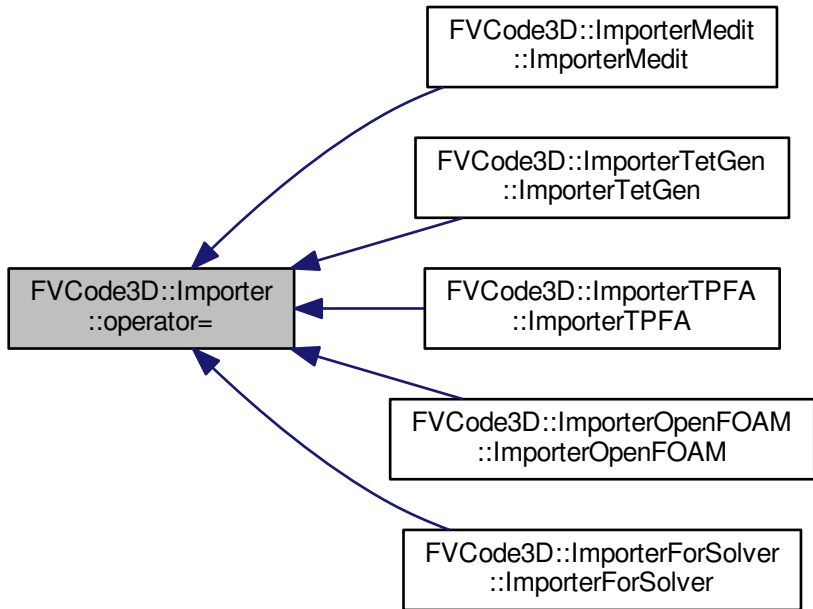 FVCode3D::ImporterMedit
::ImporterMedit
FVCode3D::ImporterTetGen
::ImporterTetGen
FVCode3D::Importer
::operator=
FVCode3D::ImporterTPFA
::ImporterTPFA
FVCode3D::ImporterOpenFOAM
::ImporterOpenFOAM
FVCode3D::ImporterForSolver
::ImporterForSolver